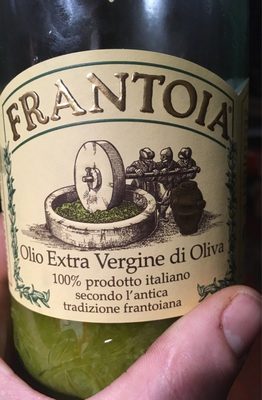 FRANTOIA
Olio Extra Vergine di Oliva
100% prodotto italiano
secondo l'antica
tradizione frantoiana